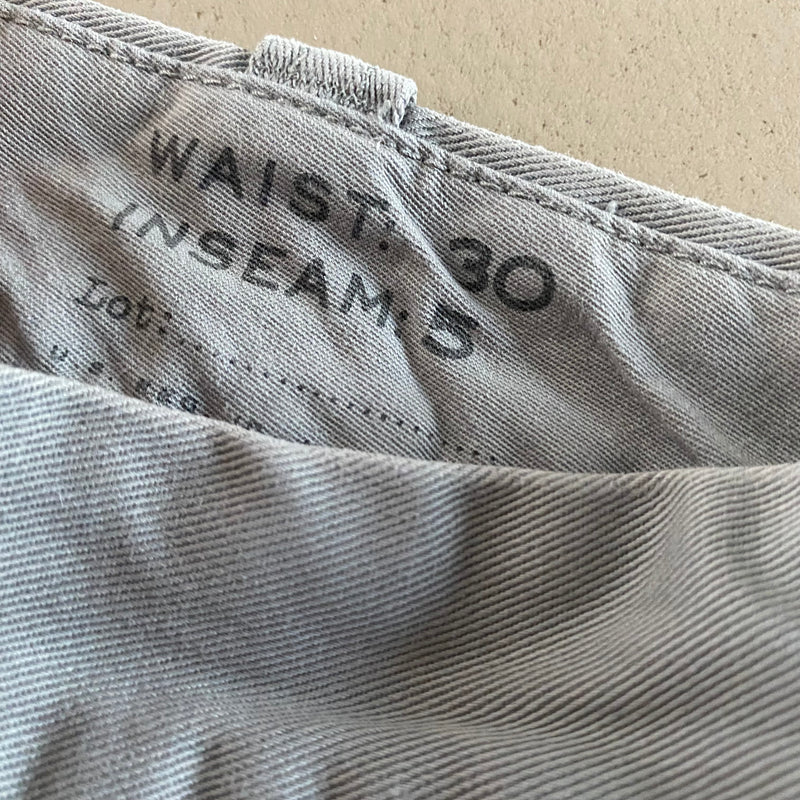 WAIST: 30
INSEAM: 5
Lot:....................